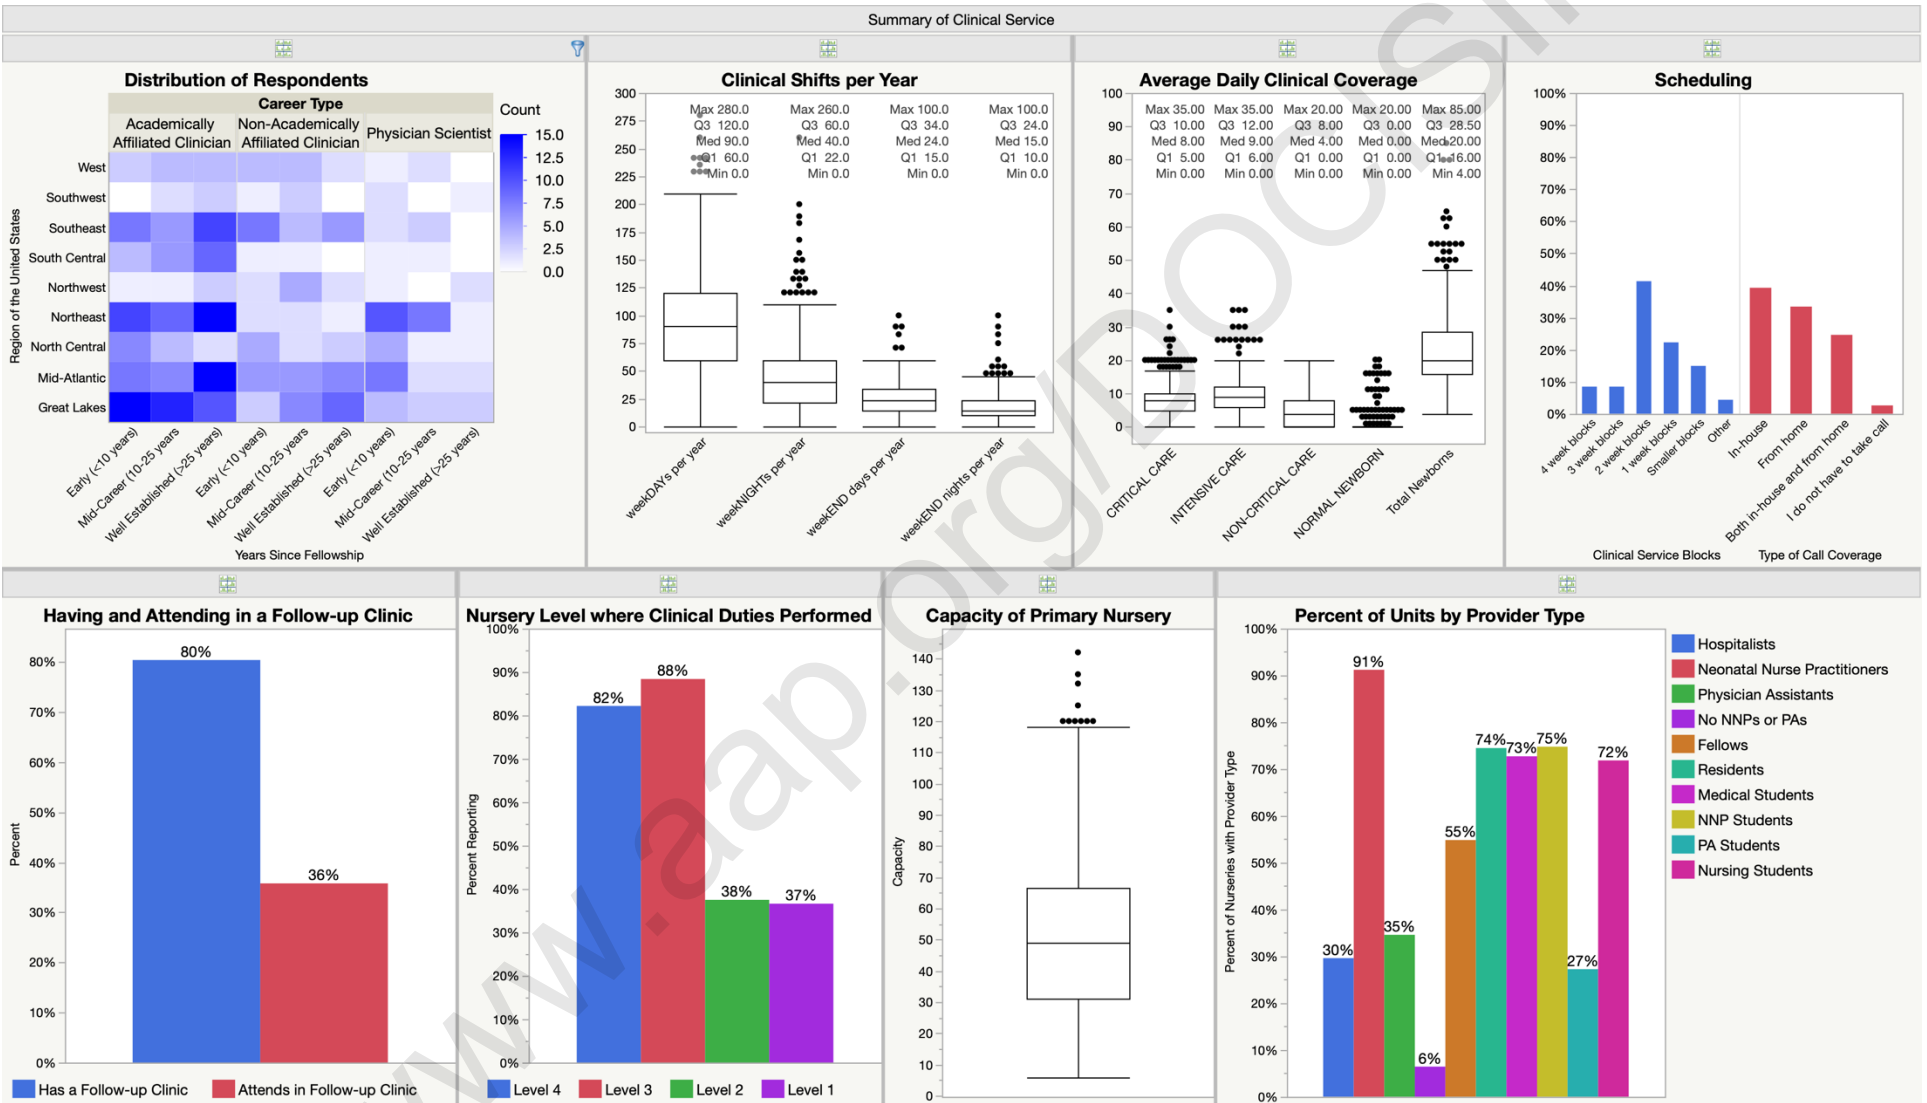 Summary of Clinical Service
Distribution of Respondents
Career Type
Academically Affiliated Clinician
Non-Academically Affiliated Clinician
Physician Scientist
Count
15.0
12.5
10.0
7.5
5.0
2.5
0.0
Region of the United States
West
Southwest
Southeast
South Central
Northwest
Northeast
North Central
Mid-Atlantic
Great Lakes
Early (<10 years)
Mid-Career (10-25 years
Well Established (>25 years)
Early (<10 years)
Mid-Career (10-25 years
Well Established (>25 years)
Early (<10 years)
Mid-Career (10-25 years
Well Established (>25 years)
Years Since Fellowship
Clinical Shifts per Year
300
275
250
225
200
175
150
125
100
75
50
25
0
Max 280.0
Q3 120.0
Med 90.0
Q1 60.0
Min 0.0
Max 260.0
Q3 60.0
Med 40.0
Q1 22.0
Min 0.0
Max 100.0
Q3 34.0
Med 24.0
Q1 15.0
Min 0.0
Max 100.0
Q3 24.0
Med 15.0
Q1 10.0
Min 0.0
weekDAYs per year
weekNIGHTs per year
weekEND days per year
weekEND nights per year
Average Daily Clinical Coverage
100
90
80
70
60
50
40
30
20
10
0
Max 35.00
Q3 10.00
Med 8.00
Q1 5.00
Min 0.00
Max 35.00
Q3 12.00
Med 9.00
Q1 6.00
Min 0.00
Max 20.00
Q3 8.00
Med 4.00
Q1 0.00
Min 0.00
Max 20.00
Q3 0.00
Med 0.00
Q1 0.00
Min 0.00
Max 85.00
Q3 28.50
Med 20.00
Q1 16.00
Min 4.00
CRITICAL CARE
INTENSIVE CARE
NON-CRITICAL CARE
NORMAL NEWBORN
Total Newborns
Scheduling
100%
90%
80%
70%
60%
50%
40%
30%
20%
10%
0%
4 week blocks
3 week blocks
2 week blocks
1 week blocks
Smaller blocks
Other
In-house
From home
Both in-house and from home
I do not have to take call
Clinical Service Blocks
Type of Call Coverage
Having and Attending in a Follow-up Clinic
Percent
80%
70%
60%
50%
40%
30%
20%
10%
0%
80%
36%
Has a Follow-up Clinic
Attends in Follow-up Clinic
Nursery Level where Clinical Duties Performed
Percent Reporting
100%
90%
80%
70%
60%
50%
40%
30%
20%
10%
0%
82%
88%
38%
37%
Level 4
Level 3
Level 2
Level 1
Capacity of Primary Nursery
Capacity
140
130
120
110
100
90
80
70
60
50
40
30
20
10
0
Percent of Units by Provider Type
Percent of Nurseries with Provider Type
100%
90%
80%
70%
60%
50%
40%
30%
20%
10%
0%
30%
91%
35%
6%
55%
74%
73%
75%
27%
72%
Hospitalists
Neonatal Nurse Practitioners
Physician Assistants
No NNPs or PAs
Fellows
Residents
Medical Students
NNP Students
PA Students
Nursing Students